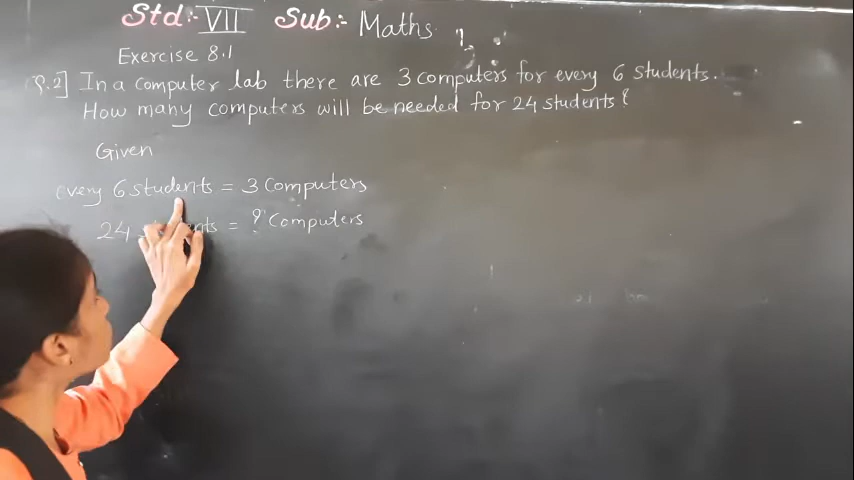 Std:- VII Sub:- Maths
Exercise 8.1
Q.2] In a computer lab there are 3 computers for every 6 students.
How many computers will be needed for 24 students?
Given
every 6 students = 3 Computers
24 = ? Computers